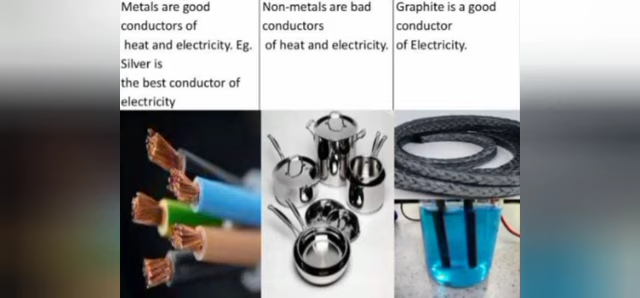 Metals are good
conductors of
heat and electricity. Eg.
Silver is
the best conductor of
electricity
Non-metals are bad
conductors
of heat and electricity.
Graphite is a good
conductor
of Electricity.